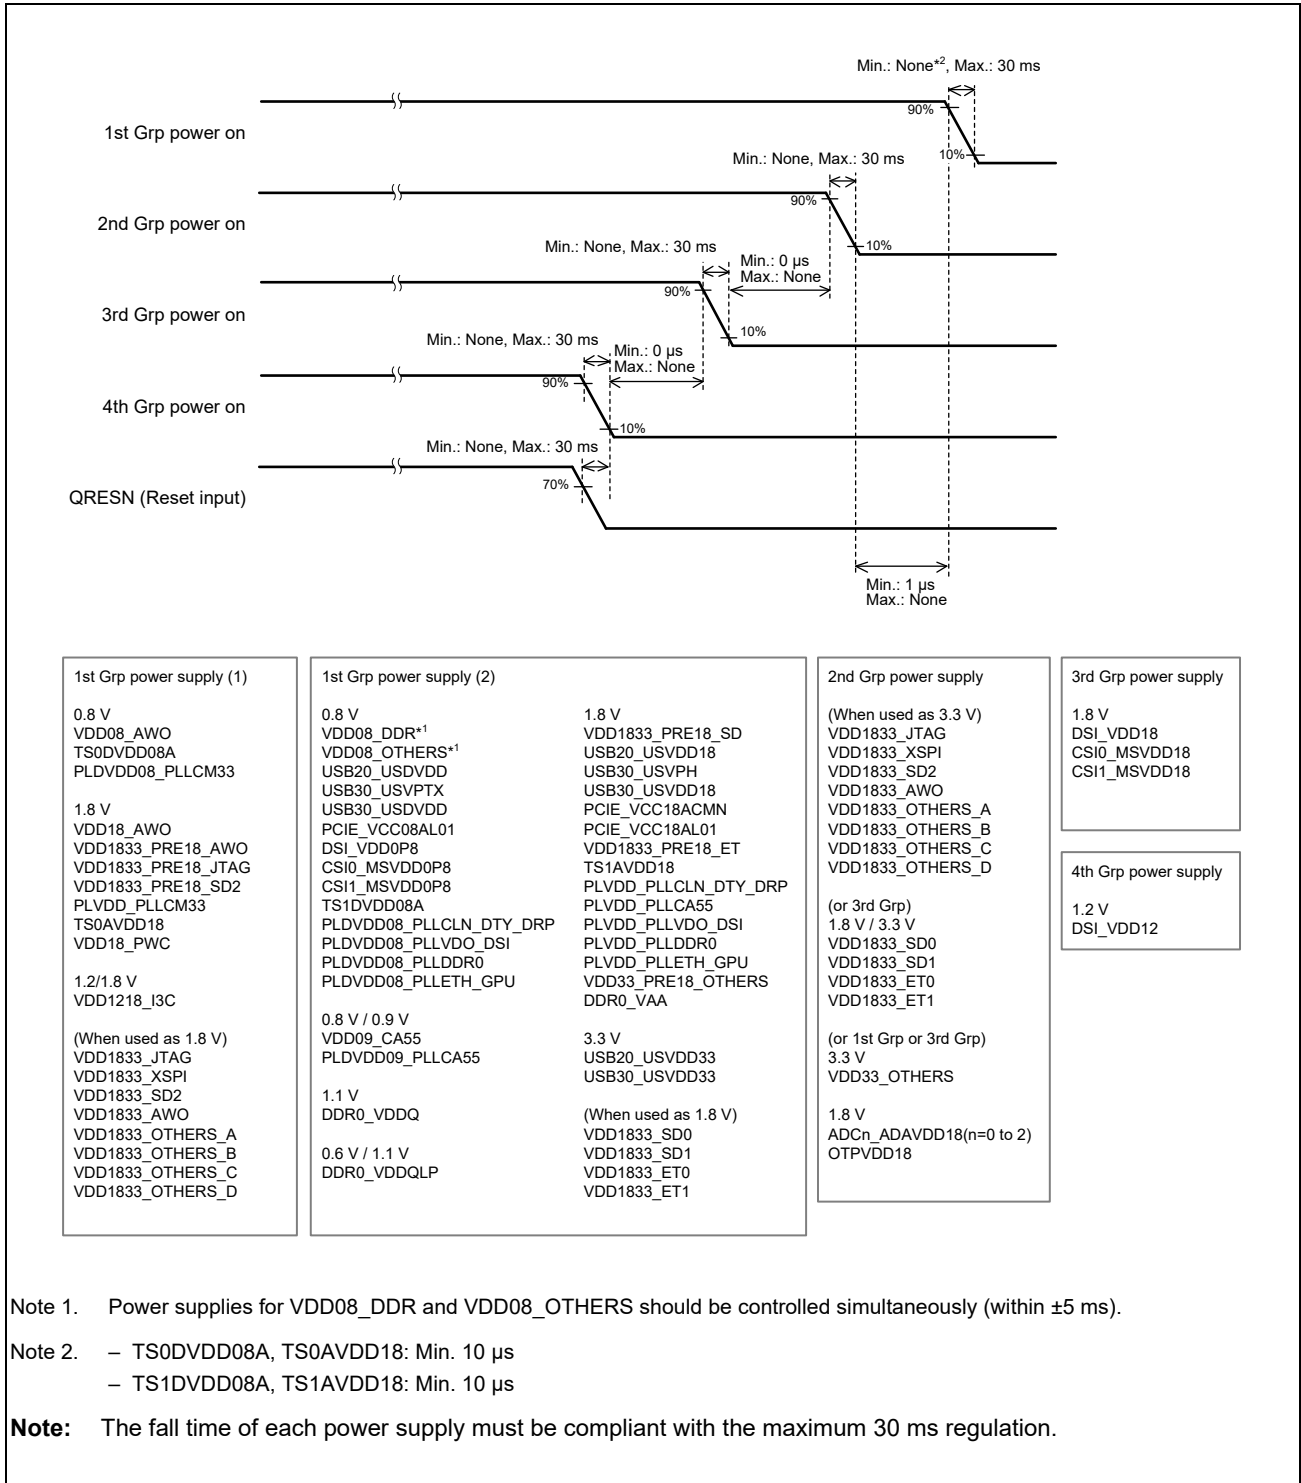 Min.: None*2, Max.: 30 ms
90%
1st Grp power on
10%
Min.: None, Max.: 30 ms
90%
2nd Grp power on
10%
Min.: None, Max.: 30 ms
Min.: 0 µs
Max.: None
90%
3rd Grp power on
10%
Min.: None, Max.: 30 ms
Min.: 0 µs
Max.: None
90%
4th Grp power on
10%
Min.: None, Max.: 30 ms
70%
QRESN (Reset input)
Min.: 1 µs
Max.: None
1st Grp power supply (1)
0.8 V
VDD08_AWO
TS0DVDD08A
PLDVDD08_PLLCM33
1.8 V
VDD18_AWO
VDD1833_PRE18_AWO
VDD1833_PRE18_JTAG
VDD1833_PRE18_SD2
PLVDD_PLLCM33
TS0AVDD18
VDD18_PWC
1.2/1.8 V
VDD1218_I3C
(When used as 1.8 V)
VDD1833_JTAG
VDD1833_XSPI
VDD1833_SD2
VDD1833_AWO
VDD1833_OTHERS_A
VDD1833_OTHERS_B
VDD1833_OTHERS_C
VDD1833_OTHERS_D
1st Grp power supply (2)
0.8 V
VDD08_DDR*1
VDD08_OTHERS*1
USB20_USDVDD
USB30_USVPTX
USB30_USDVDD
PCIE_VCC08AL01
DSI_VDD0P8
CSI0_MSVDD0P8
CSI1_MSVDD0P8
TS1DVDD08A
PLDVDD08_PLLCLN_DTY_DRP
PLDVDD08_PLLVDO_DSI
PLDVDD08_PLLDDR0
PLDVDD08_PLLETH_GPU
0.8 V / 0.9 V
VDD09_CA55
PLDVDD09_PLLCA55
1.1 V
DDR0_VDDQ
0.6 V / 1.1 V
DDR0_VDDQLP
1.8 V
VDD1833_PRE18_SD
USB20_USVDD18
USB30_USVPH
USB30_USVDD18
PCIE_VCC18ACMN
PCIE_VCC18AL01
VDD1833_PRE18_ET
TS1AVDD18
PLVDD_PLLCLN_DTY_DRP
PLVDD_PLLCA55
PLVDD_PLLVDO_DSI
PLVDD_PLLDDR0
PLVDD_PLLETH_GPU
VDD33_PRE18_OTHERS
DDR0_VAA
3.3 V
USB20_USVDD33
USB30_USVDD33
(When used as 1.8 V)
VDD1833_SD0
VDD1833_SD1
VDD1833_ET0
VDD1833_ET1
2nd Grp power supply
(When used as 3.3 V)
VDD1833_JTAG
VDD1833_XSPI
VDD1833_SD2
VDD1833_AWO
VDD1833_OTHERS_A
VDD1833_OTHERS_B
VDD1833_OTHERS_C
VDD1833_OTHERS_D
(or 3rd Grp)
1.8 V / 3.3 V
VDD1833_SD0
VDD1833_SD1
VDD1833_ET0
VDD1833_ET1
(or 1st Grp or 3rd Grp)
3.3 V
VDD33_OTHERS
1.8 V
ADCn_ADAVDD18(n=0 to 2)
OTPVDD18
3rd Grp power supply
1.8 V
DSI_VDD18
CSI0_MSVDD18
CSI1_MSVDD18
4th Grp power supply
1.2 V
DSI_VDD12
Note 1. Power supplies for VDD08_DDR and VDD08_OTHERS should be controlled simultaneously (within ±5 ms).
Note 2. – TS0DVDD08A, TS0AVDD18: Min. 10 µs
– TS1DVDD08A, TS1AVDD18: Min. 10 µs
Note: The fall time of each power supply must be compliant with the maximum 30 ms regulation.